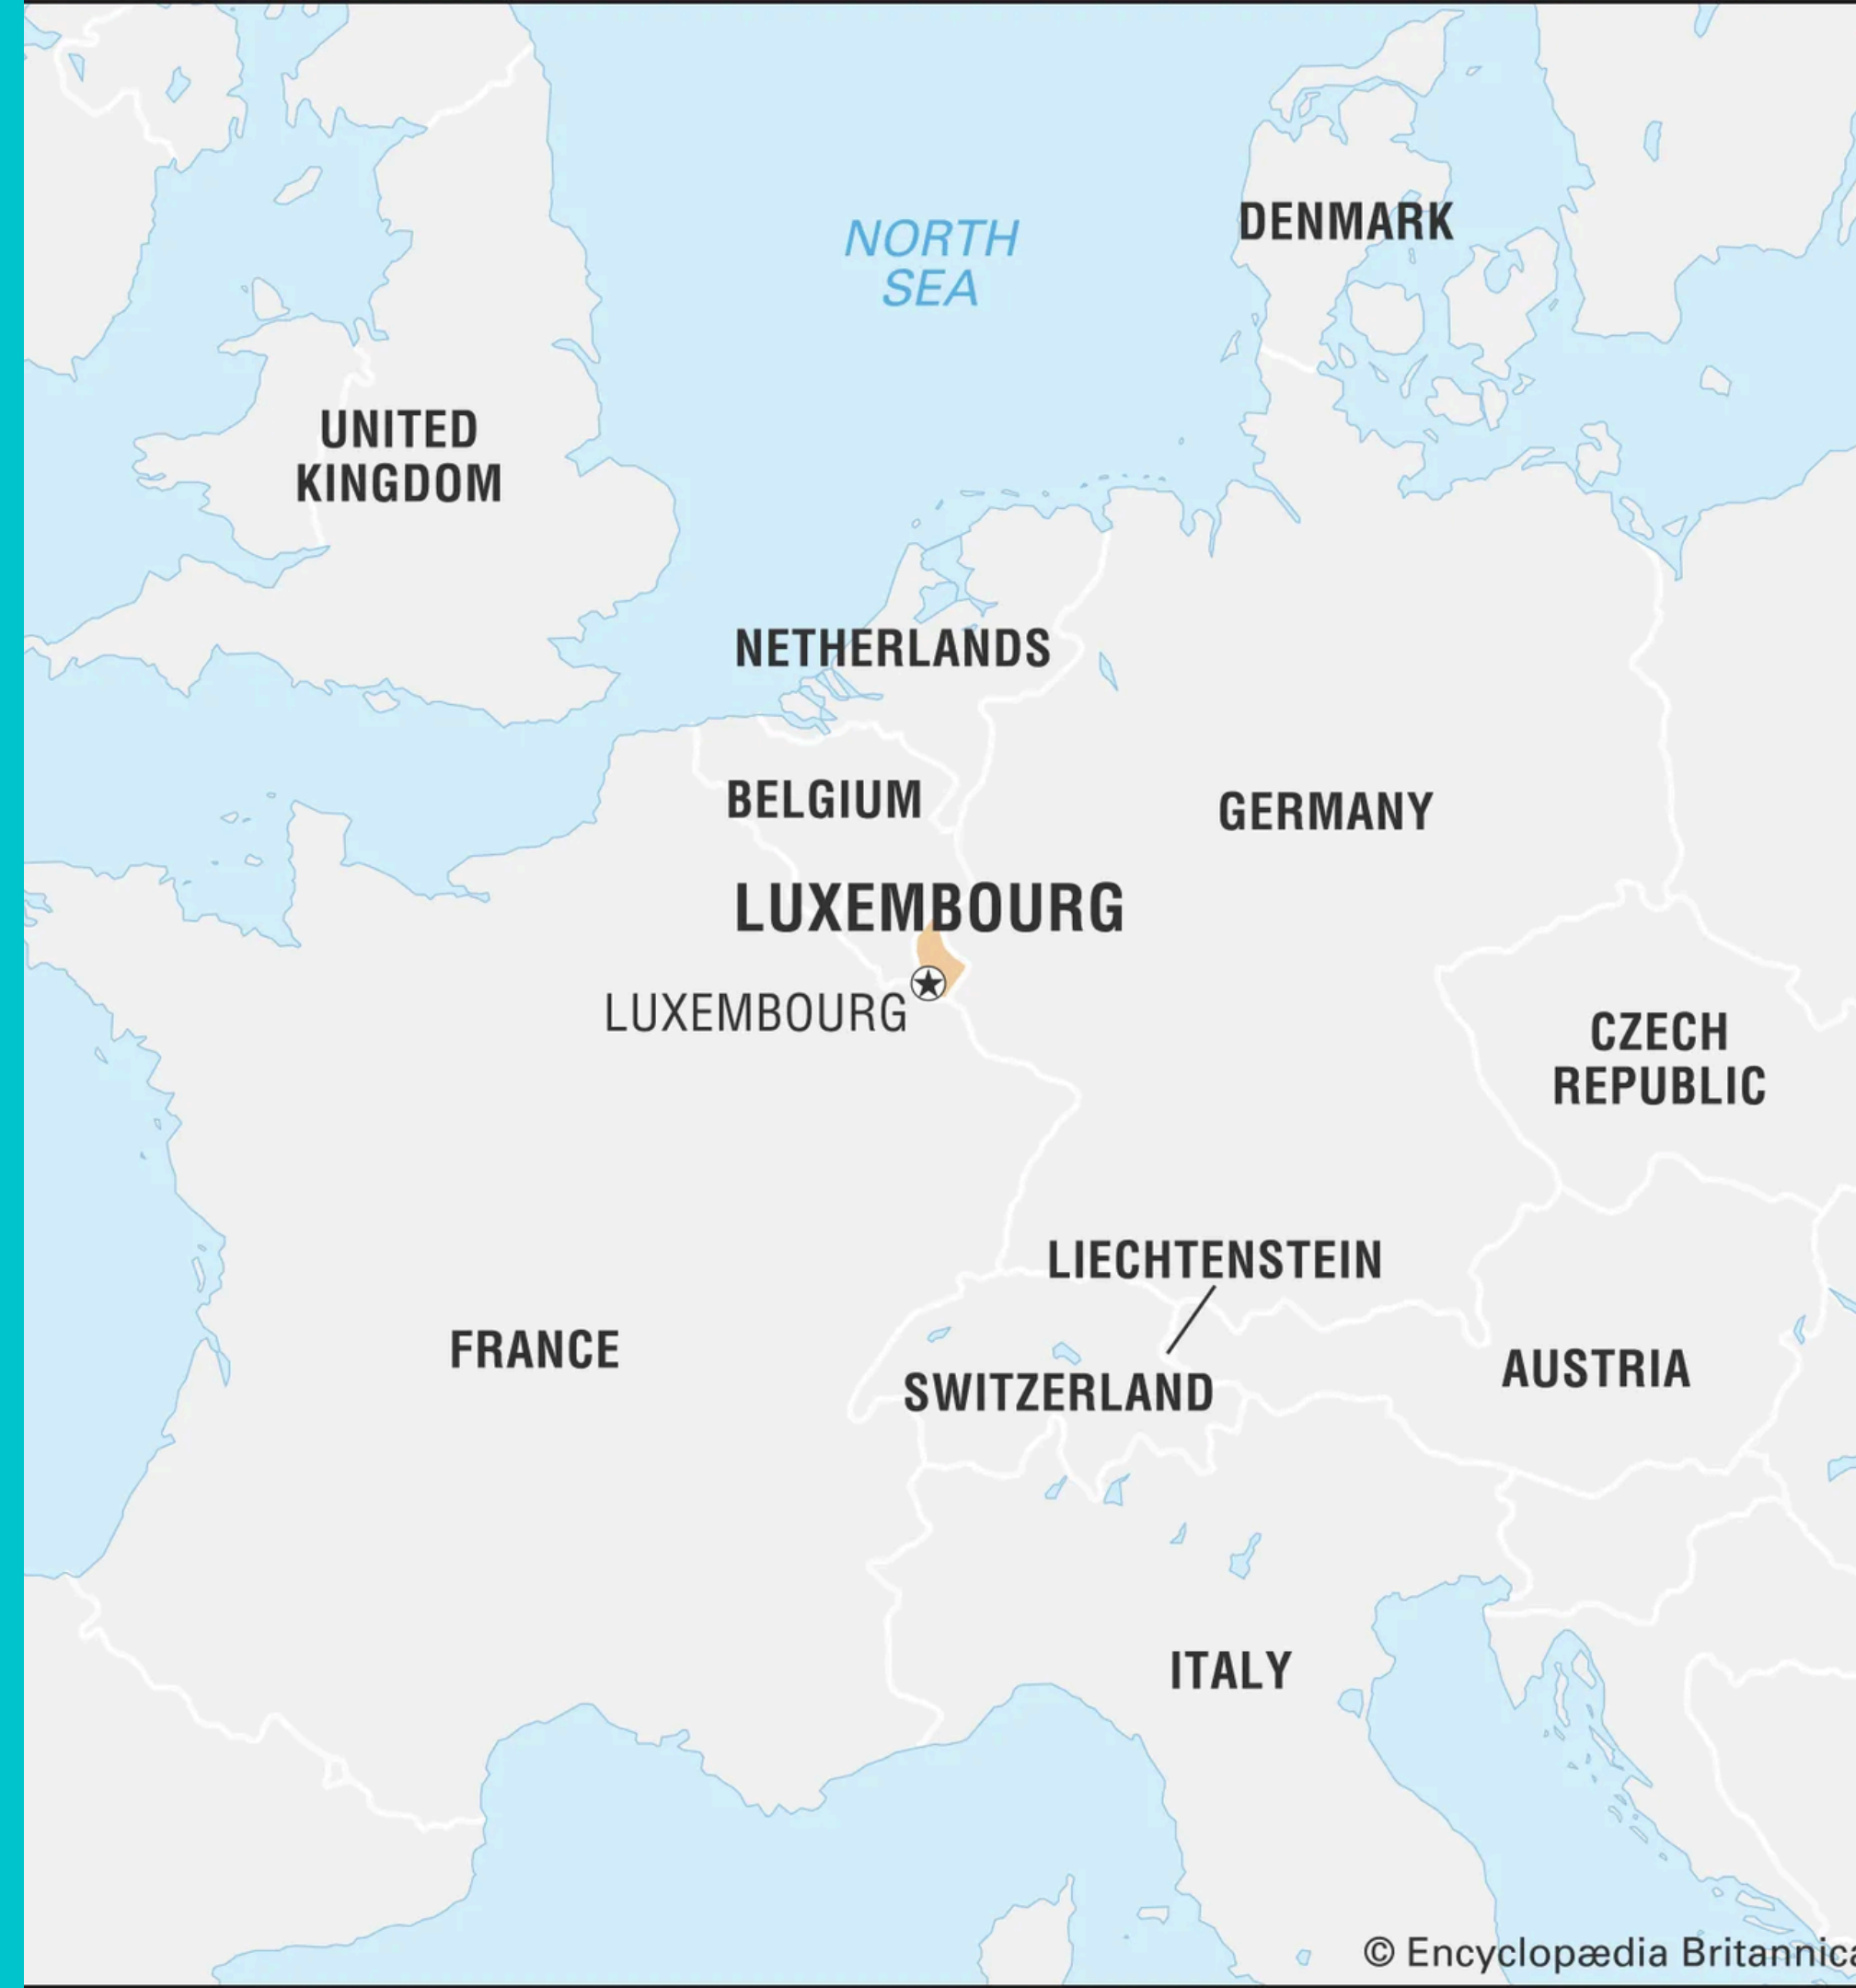 DENMARK
NORTH
SEA
UNITED
KINGDOM
NETHERLANDS
BELGIUM
GERMANY
LUXEMBOURG
LUXEMBOURG
CZECH
REPUBLIC
LIECHTENSTEIN
FRANCE
AUSTRIA
SWITZERLAND
ITALY
© Encyclopædia Britannica